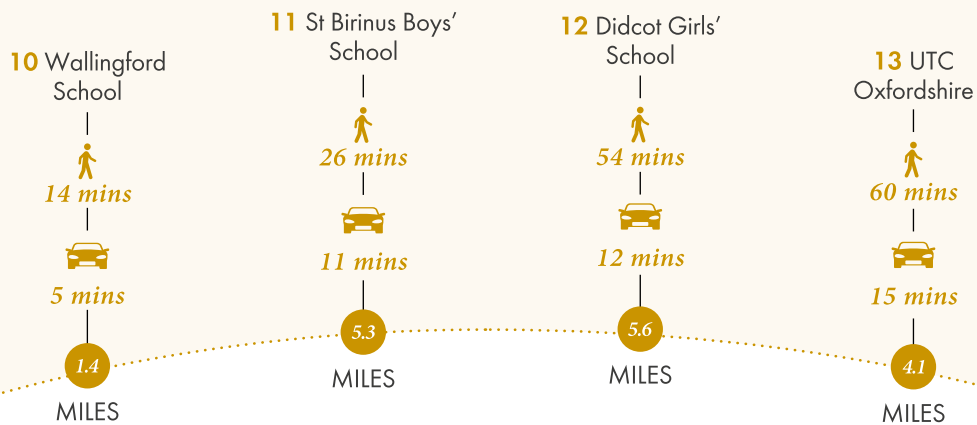 10 Wallingford
School
14 mins
5 mins
1.4
MILES
11 St Birinus Boys’
School
26 mins
11 mins
5.3
MILES
12 Didcot Girls’
School
54 mins
12 mins
5.6
MILES
13 UTC
Oxfordshire
60 mins
15 mins
4.1
MILES